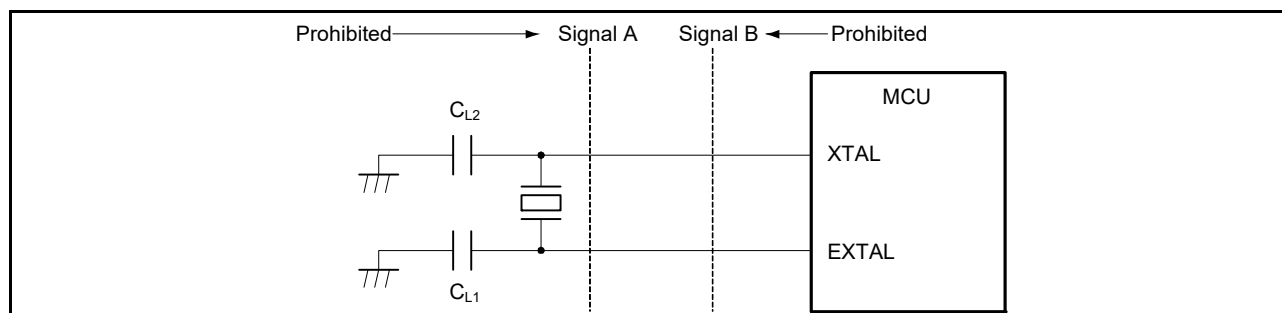 Prohibited Signal A Signal B Prohibited
MCU
CL2
XTAL
EXTAL
CL1